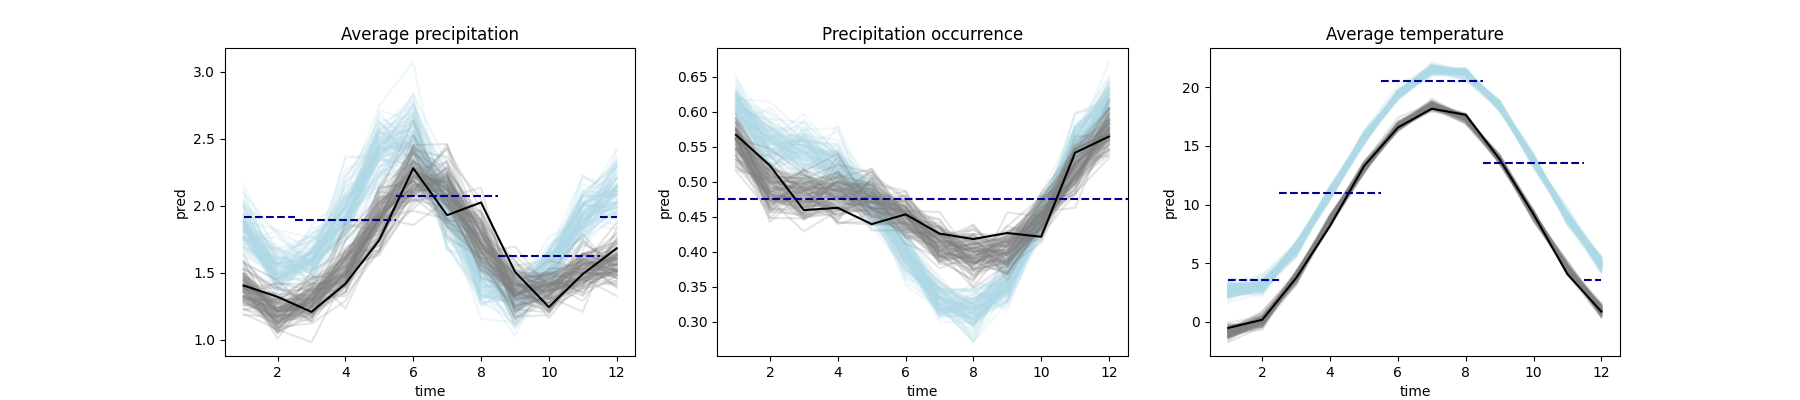 Average precipitation
pred
3.0
2.5
2.0
1.5
1.0
2 4 6 8 10 12
time
Precipitation occurrence
pred
0.65
0.60
0.55
0.50
0.45
0.40
0.35
0.30
2 4 6 8 10 12
time
Average temperature
pred
20
15
10
5
0
2 4 6 8 10 12
time